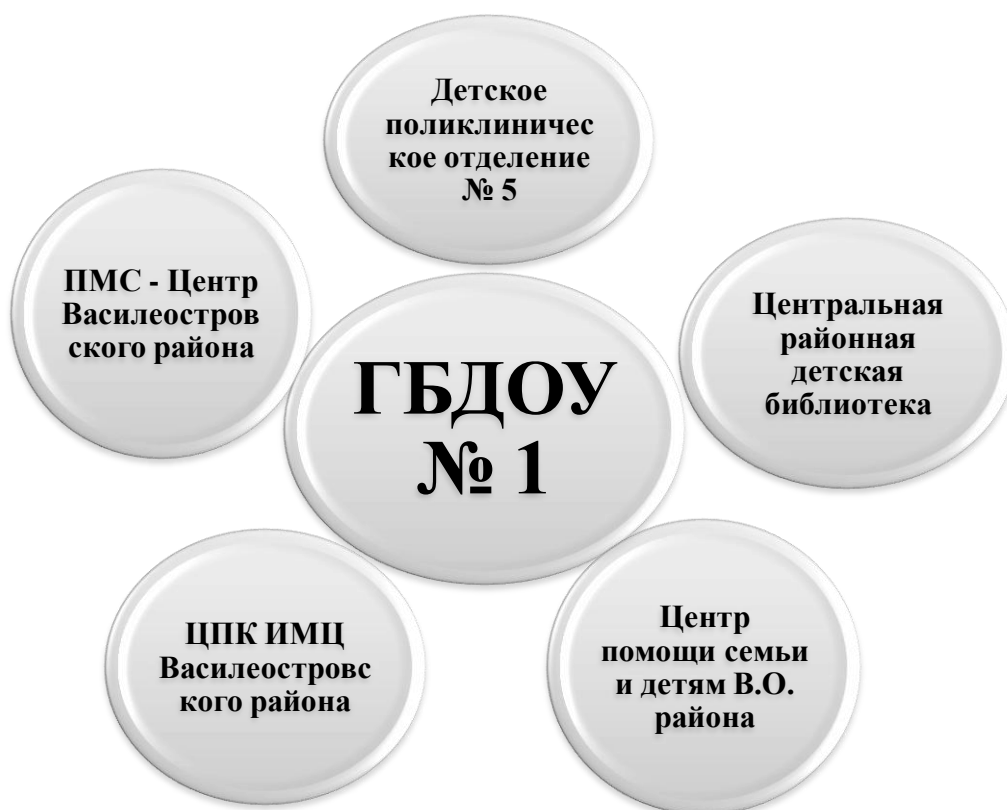 Детское
поликлиничес
кое отделение
№ 5
ПМС - Центр
Василеостров
ского района
Центральная
районная
детская
библиотека
ГБДОУ
№ 1
ЦПК ИМЦ
Василеостровс
кого района
Центр
помощи семьи
и детям В.О.
района